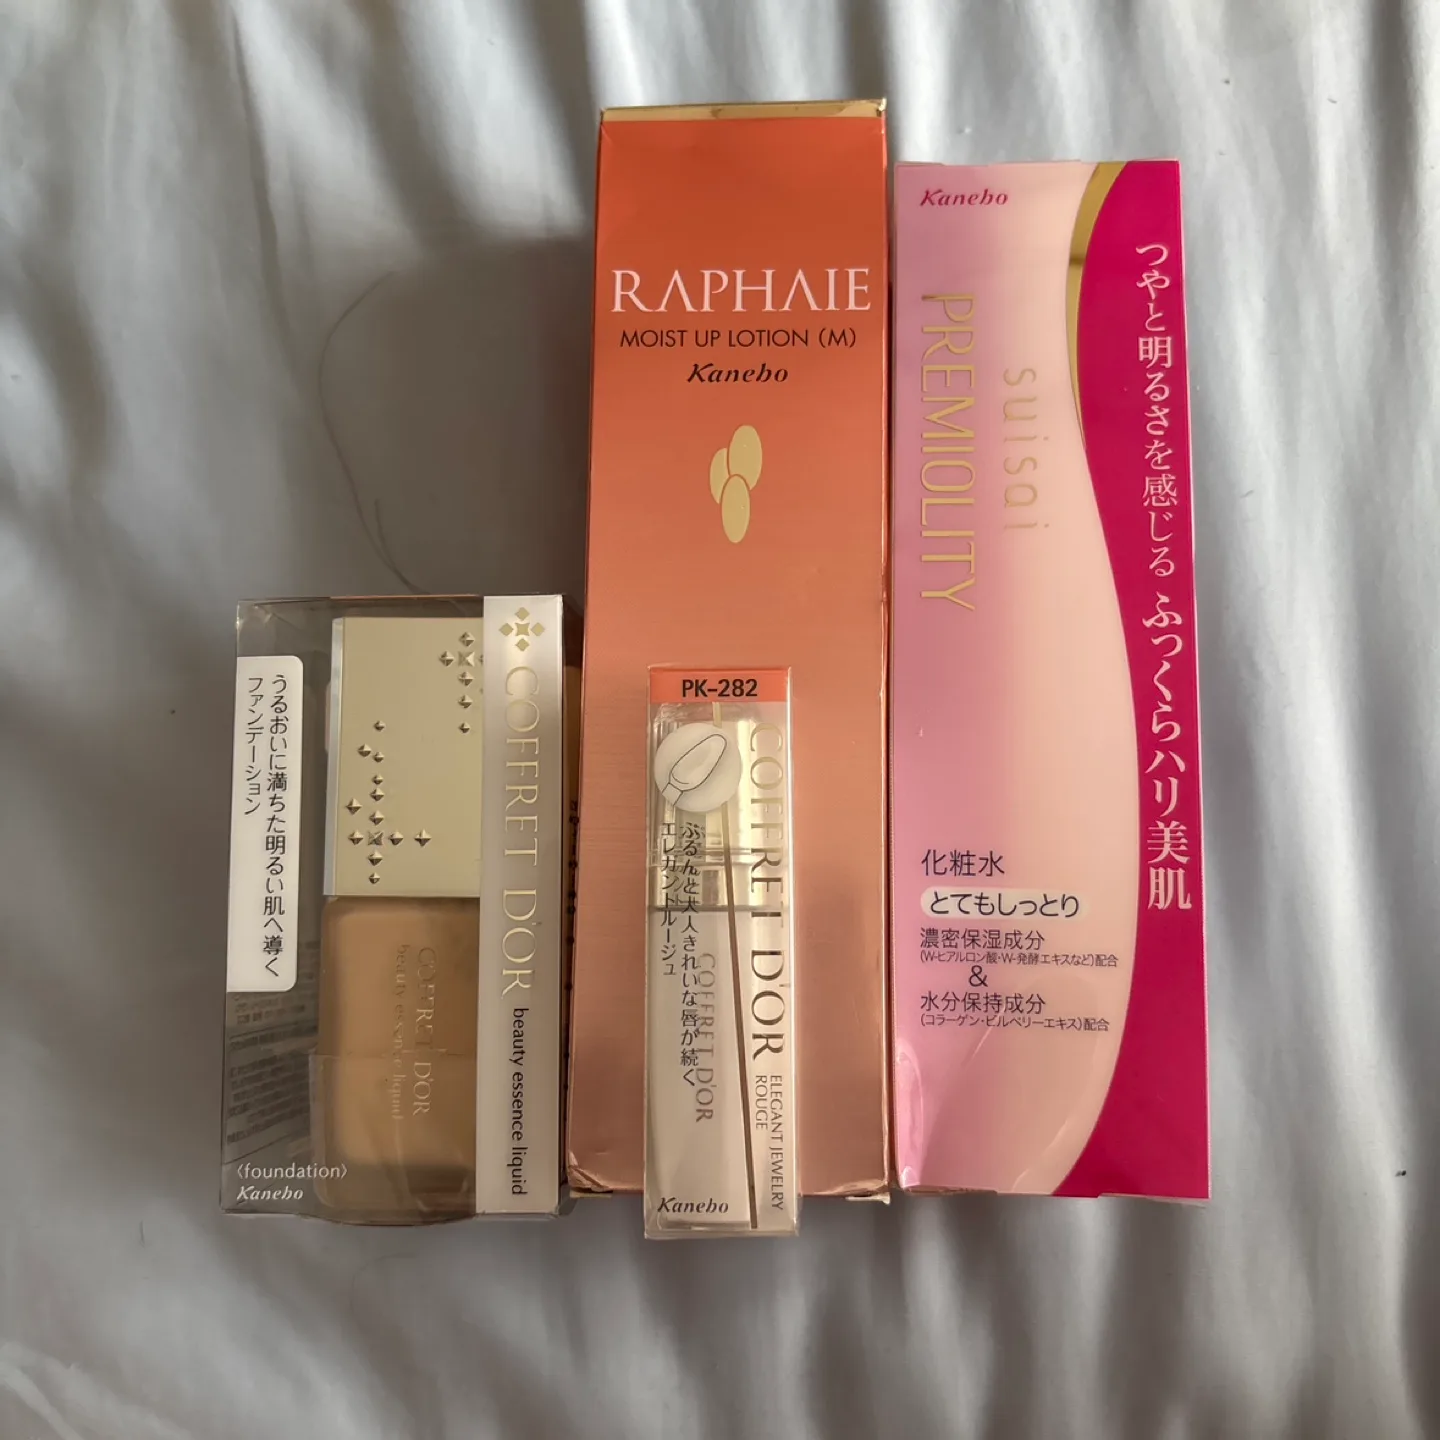 うるおいに満ちた明るい肌へ導く
ファンデーション
COFFRET D'OR
beauty essence liquid
COFFRET D'OR
beauty essence liquid
〈foundation〉
Kanebo
RAPHAIE
MOIST UP LOTION (M)
Kanebo
PK-282
COFFRET D'OR
ELEGANT JEWELRY
ROUGE
ぷるんと大人きれいな唇が続く
エレガントルージュ
COFFRET D'OR
Kanebo
Kanebo
suisai
PREMIOLITY
つやと明るさを感じる ふっくらハリ美肌
化粧水
とてもしっとり
濃密保湿成分
(W-ヒアルロン酸・W-発酵エキスなど)配合
&
水分保持成分
(コラーゲン・ビルベリーエキス)配合